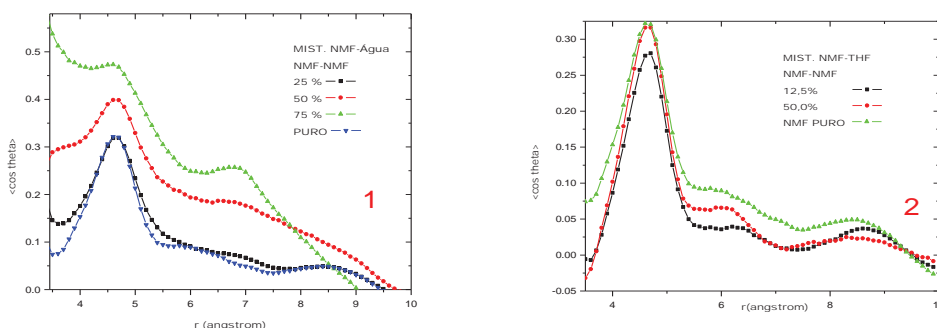 MIST. NMF-Água
NMF-NMF
25 %
50 %
75 %
PURO
1
<cos theta>
0.5
0.4
0.3
0.2
0.1
0.0
4 5 6 7 8 9 10
r (angstrom)
MIST. NMF-THF
NMF-NMF
12,5%
50,0%
NMF PURO
2
<cos theta>
0.30
0.25
0.20
0.15
0.10
0.05
0.00
-0.05
4 6 8
r(angstrom)